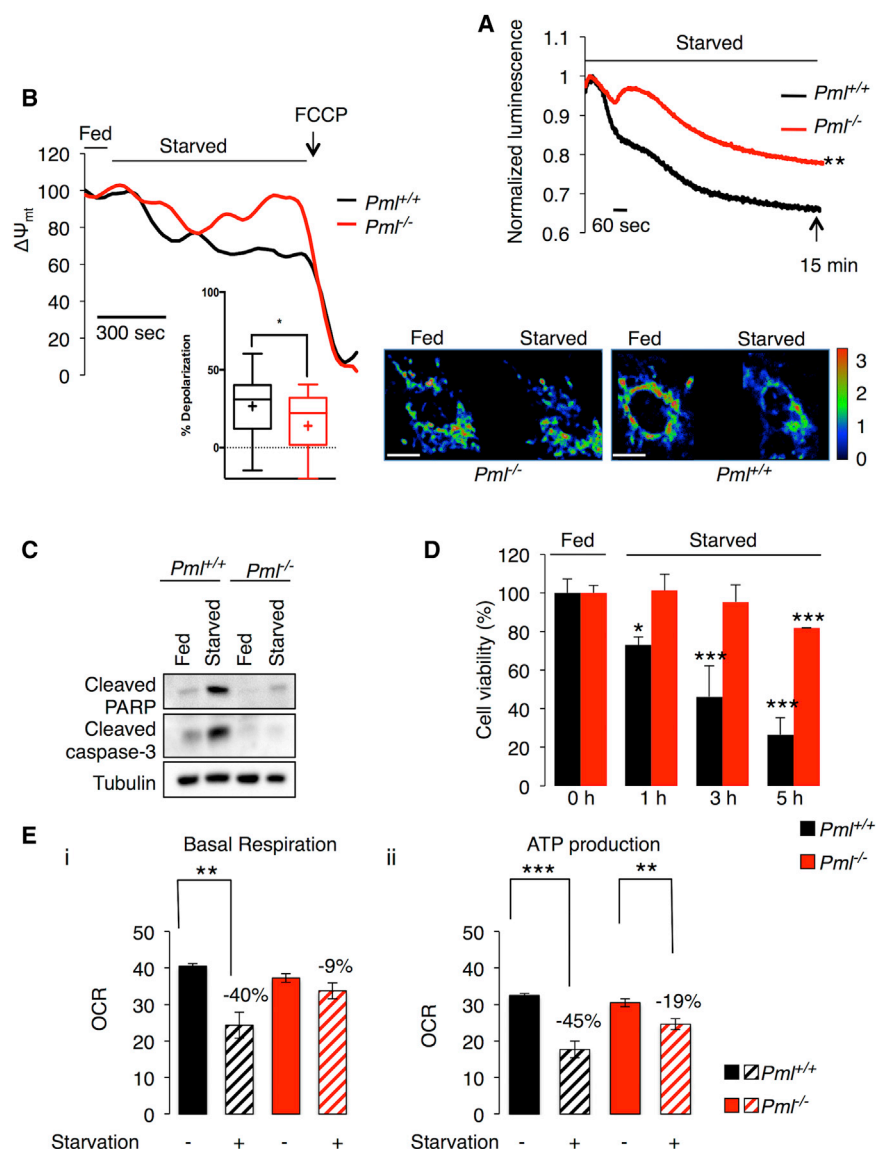 A
Normalized luminescence
1.1
1
0.9
0.8
0.7
0.6
Starved
Pml+/+
Pml-/-
**
60 sec
15 min
B
Fed
Starved
FCCP
ΔΨmt
120
100
80
60
40
20
0
Pml+/+
Pml-/-
300 sec
% Depolarization
100
50
0
*
+
+
Fed Starved Fed Starved
Pml-/- Pml+/+
3
2
1
0
C
Pml+/+ Pml-/-
Fed Starved Fed Starved
Cleaved
PARP
Cleaved
caspase-3
Tubulin
D
Fed Starved
Cell viability (%)
120
100
80
60
40
20
0
*
***
***
***
0 h 1 h 3 h 5 h
Pml+/+
Pml-/-
E
i
Basal Respiration
**
OCR
50
40
30
20
10
0
-40%
-9%
Starvation - + - +
ii
ATP production
*** **
OCR
50
40
30
20
10
0
-45%
-19%
- + - +
Pml+/+
Pml-/-